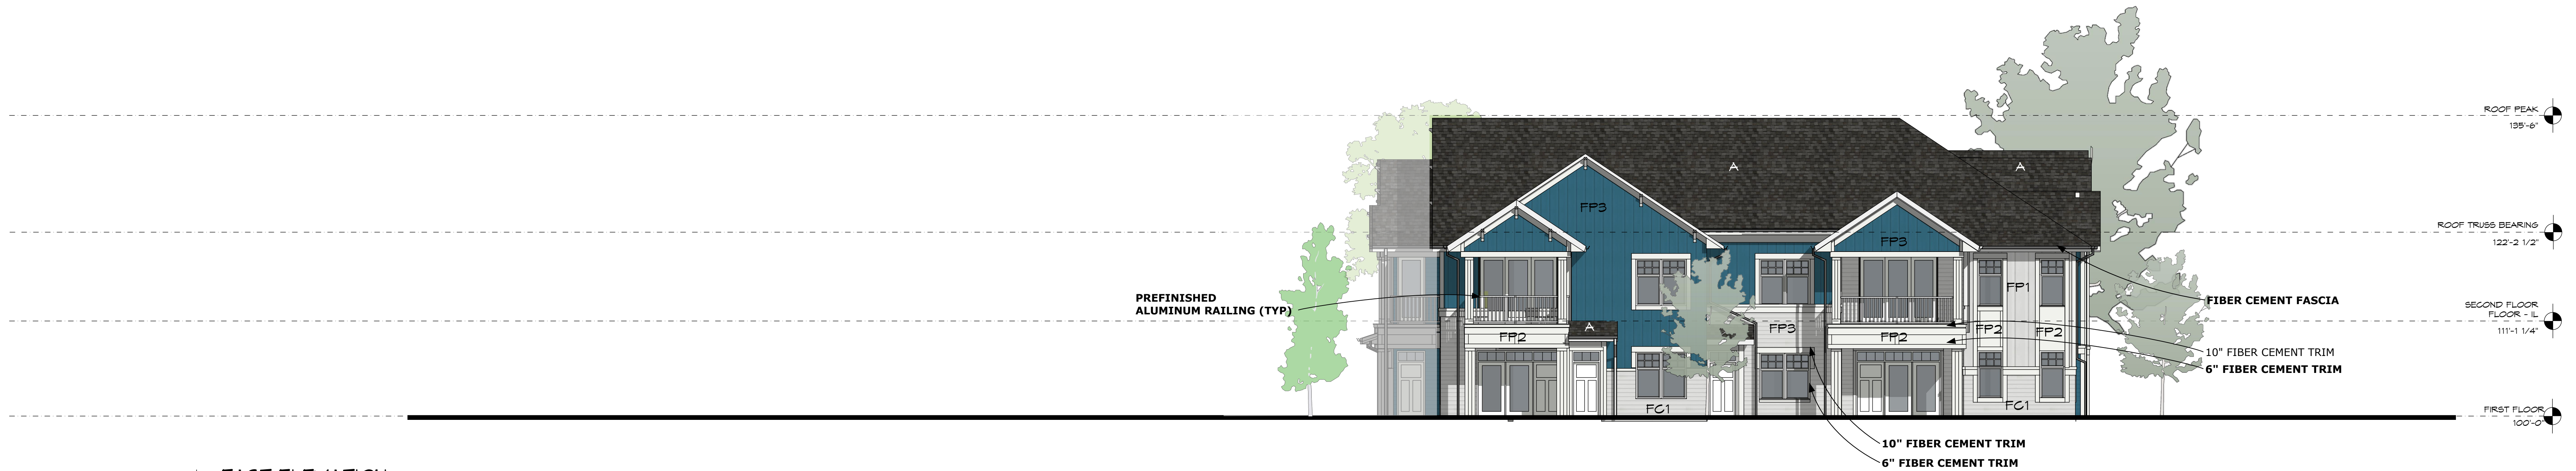 ROOF PEAK
135'-6"
A
A
FP3
ROOF TRUSS BEARING
122'-2 1/2"
FP3
FP1
PREFINISHED
ALUMINUM RAILING (TYP)
FIBER CEMENT FASCIA
SECOND FLOOR
FLOOR - IL
111'-1 1/4"
A
FP3
FP2
FP2
FP2
FP2
10" FIBER CEMENT TRIM
6" FIBER CEMENT TRIM
FC1
FC1
FIRST FLOOR
100'-0"
10" FIBER CEMENT TRIM
6" FIBER CEMENT TRIM